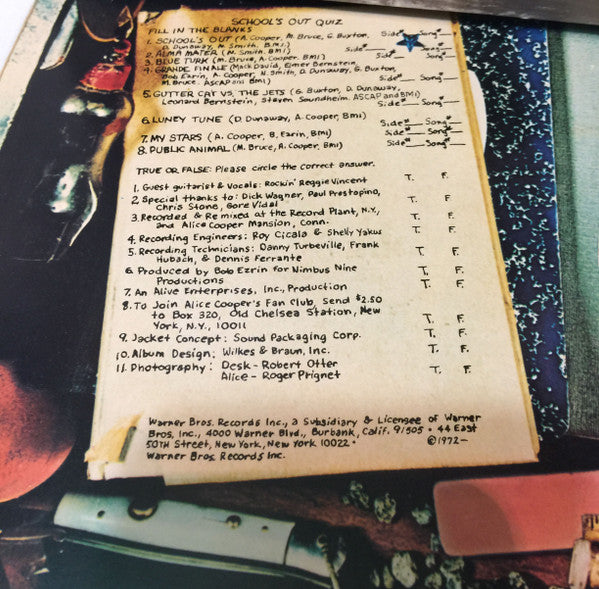 SCHOOL'S OUT QUIZ
FILL IN THE BLANKS
1. SCHOOL'S OUT (A. Cooper, M. Bruce, G. Buxton, Side# Song#
D. Dunaway, N. Smith, BMI)
2. ALMA MATER (N. Smith, BMI) Side# Song#
3. BLUE TURK (M. Bruce, A. Cooper, BMI) Side# Song#
4. GRANDE FINALE (Mack David, Elmer Bernstein, Side# Song#
Bob Ezrin, A. Cooper, N. Smith, D. Dunaway, G. Buxton,
M. Bruce, ASCAP and BMI)
5. GUTTER CAT VS. THE JETS (G. Buxton, D. Dunaway, Side# Song#
Leonard Bernstein, Steven Soundheim. ASCAP and BMI)
6. LUNEY TUNE (D. Dunaway, A. Cooper, BMI) Side# Song#
7. MY STARS (A. Cooper, B. Ezrin, BMI) Side# Song#
8. PUBLIC ANIMAL (M. Bruce, A. Cooper, BMI) Side# Song#
TRUE OR FALSE: Please circle the correct answer.
1. Guest guitarist & Vocals: Rockin' Reggie Vincent T. F.
2. Special thanks to: Dick Wagner, Paul Prestopino, T. F.
Chris Stone, Gore Vidal
3. Recorded & Remixed at the Record Plant, N.Y., T. F.
and Alice Cooper Mansion, Conn.
4. Recording Engineers: Roy Cicala & Shelly Yakus T. F.
5. Recording Technicians: Danny Turbeville, Frank T. F.
Hubach, & Dennis Ferrante
6. Produced by Bob Ezrin for Nimbus Nine T. F.
Productions
7. An Alive Enterprises, Inc., Production T. F.
8. To Join Alice Cooper's Fan Club, Send $2.50 T. F.
to Box 320, Old Chelsea Station, New
York, N.Y., 10011
9. Jacket Concept: Sound Packaging Corp. T. F.
10. Album Design: Wilkes & Braun, Inc. T. F.
11. Photography: Desk - Robert Otter T. F.
Alice - Roger Prignet
Warner Bros. Records Inc., a Subsidiary & Licensee of Warner
Bros, Inc., 4000 Warner Blvd., Burbank, Calif. 91505 • 44 East
50TH Street, New York, New York 10022 • ©1972-
Warner Bros Records Inc.